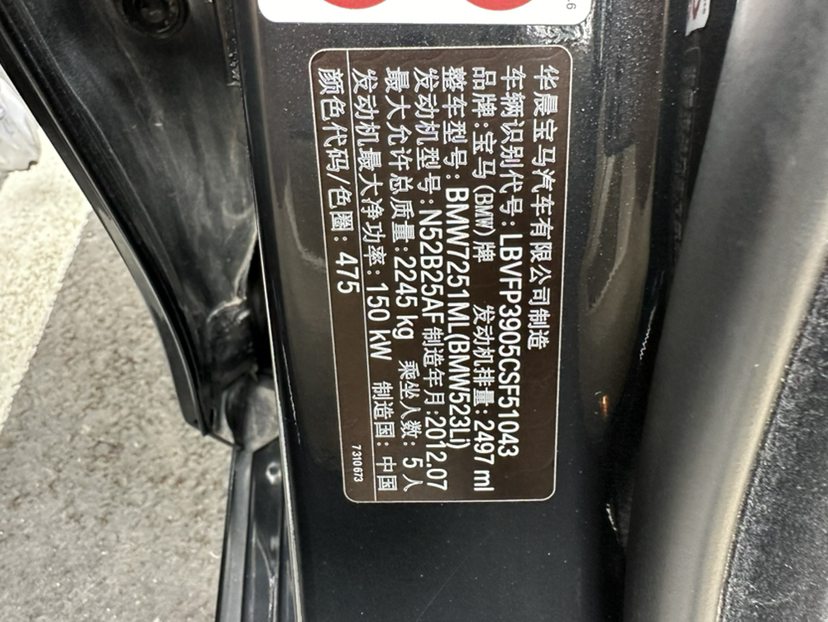 华晨宝马汽车有限公司制造
车辆识别代号：LBVFP3905CSF51043
品牌：宝马(BMW)牌 发动机排量：2497 ml
整车型号：BMW7251ML(BMW523Li)
发动机型号：N52B25AF 制造年月：2012.07
最大允许总质量：2245 kg 乘坐人数：5人
发动机最大净功率：150 kW 制造国：中国
颜色代码/色圈：475
7310673